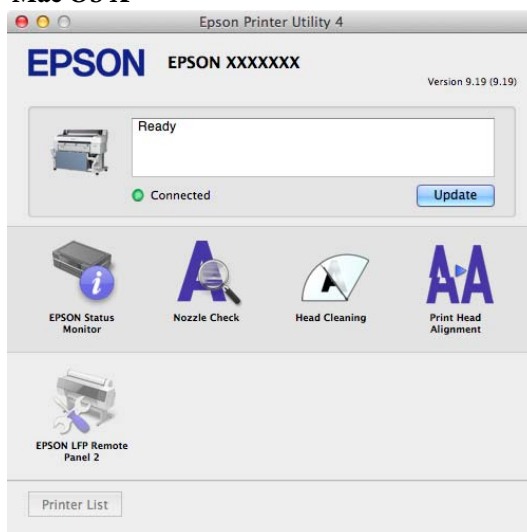 Mac OS X
Epson Printer Utility 4
EPSON
EPSON XXXXXXX
Version 9.19 (9.19)
Ready
Connected
Update
EPSON Status
Monitor
Nozzle Check
Head Cleaning
Print Head
Alignment
EPSON LFP Remote
Panel 2
Printer List